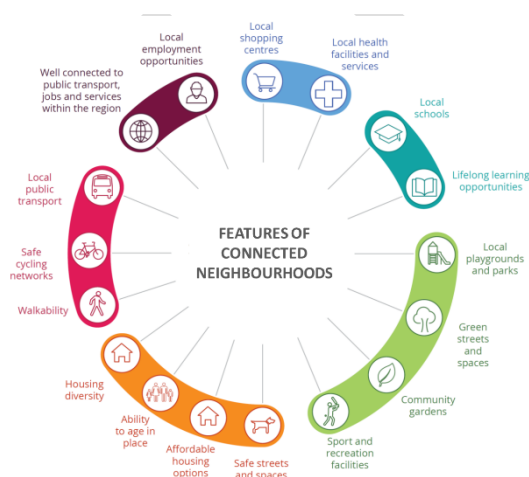 Local
shopping
centres
Local health
facilities and
services
Local
schools
Lifelong learning
opportunities
Local
playgrounds
and parks
Green
streets
and
spaces
Community
gardens
Sport and
recreation
facilities
Safe streets
and spaces
Affordable
housing
options
Ability
to age in
place
Housing
diversity
Walkability
Safe
cycling
networks
Local
public
transport
Well connected to
public transport,
jobs and services
within the region
Local
employment
opportunities
FEATURES OF
CONNECTED
NEIGHBOURHOODS